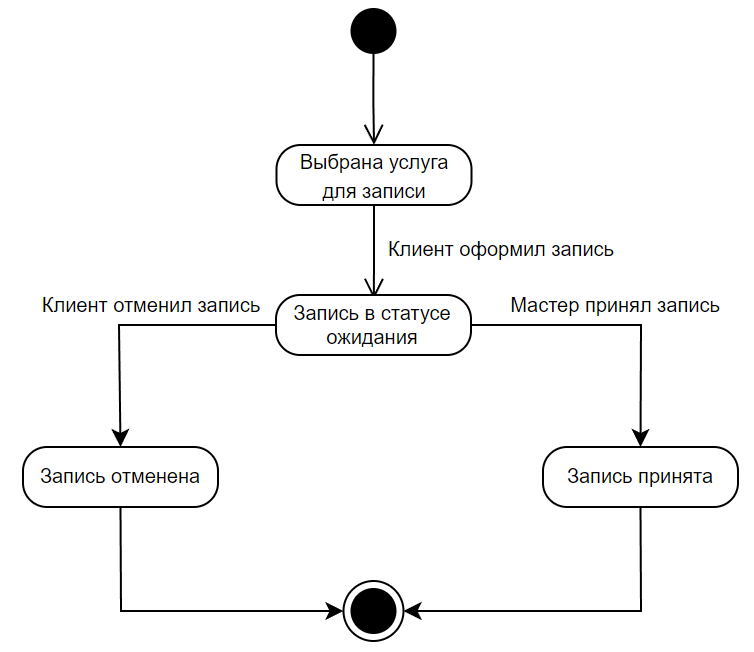 Выбрана услуга
для записи
Клиент оформил запись
Клиент отменил запись
Запись в статусе
ожидания
Мастер принял запись
Запись отменена
Запись принята